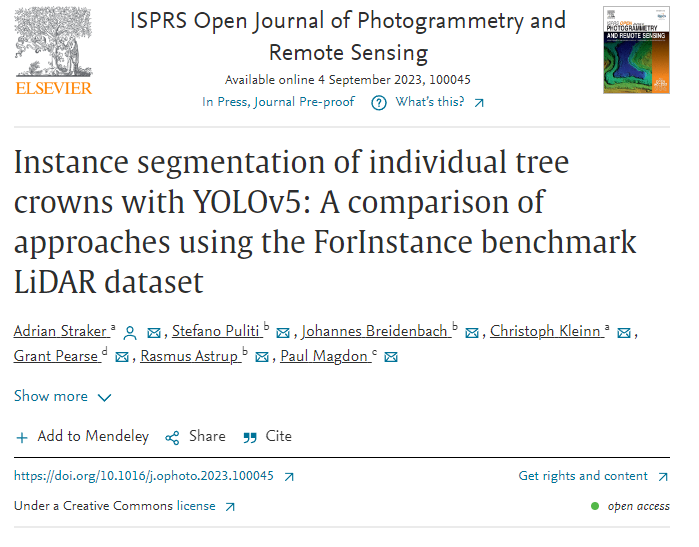 ISPRS Open Journal of Photogrammetry and
Remote Sensing
ELSEVIER
Available online 4 September 2023, 100045
In Press, Journal Pre-proof ? What's this? ↗
PHOTOGRAMMETRY
AND REMOTE SENSING
Instance segmentation of individual tree
crowns with YOLOv5: A comparison of
approaches using the ForInstance benchmark
LiDAR dataset
Adrian Straker a, Stefano Puliti b, Johannes Breidenbach b, Christoph Kleinn a,
Grant Pearse d, Rasmus Astrup b, Paul Magdon c
Show more
+ Add to Mendeley Share Cite
https://doi.org/10.1016/j.ophoto.2023.100045 ↗ Get rights and content ↗
Under a Creative Commons license ↗ open access